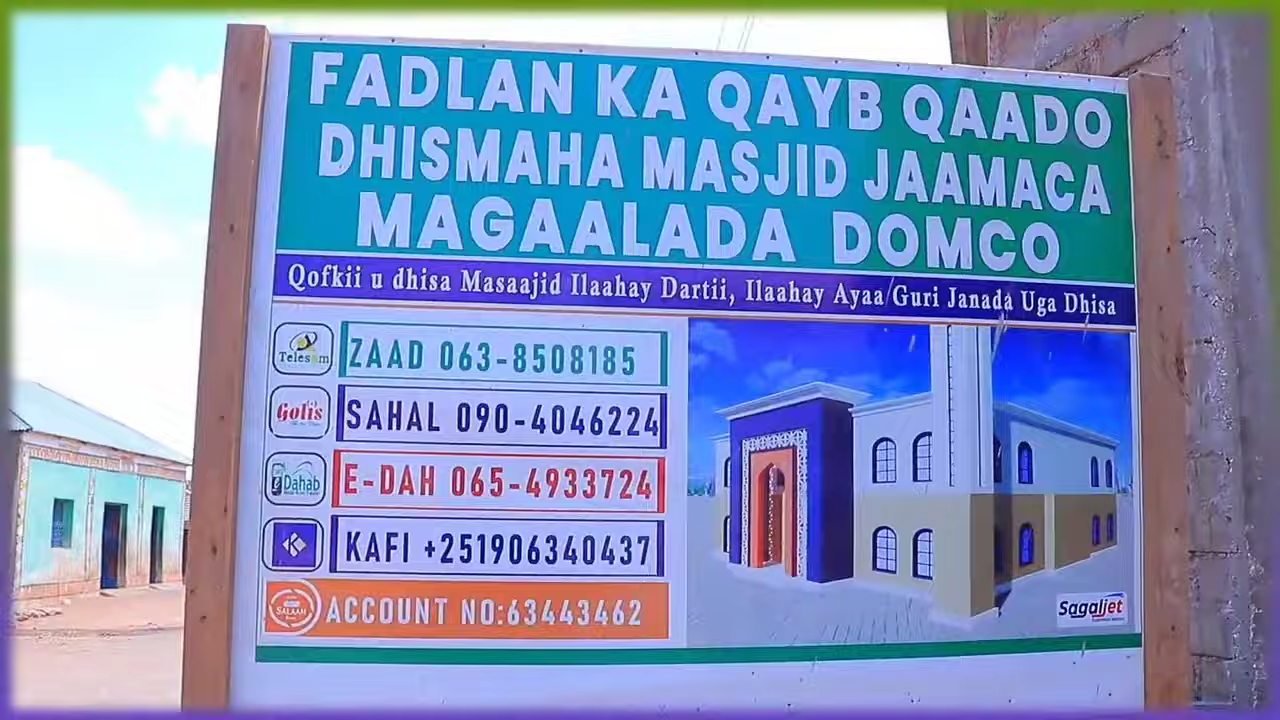 FADLAN KA QAYB QAADO
DHISMAHA MASJID JAAMACA
MAGAALADA DOMCO
Qofkii u dhisa Masaajid Ilaahay Dartii, Ilaahay Ayaa Guri Janada Uga Dhisa
Telesom
ZAAD 063-8508185
Golis
SAHAL 090-4046224
Dahab
E-DAH 065-4933724
K
KAFI +251906340437
SALAAM
ACCOUNT NO:63443462
Sagaljet